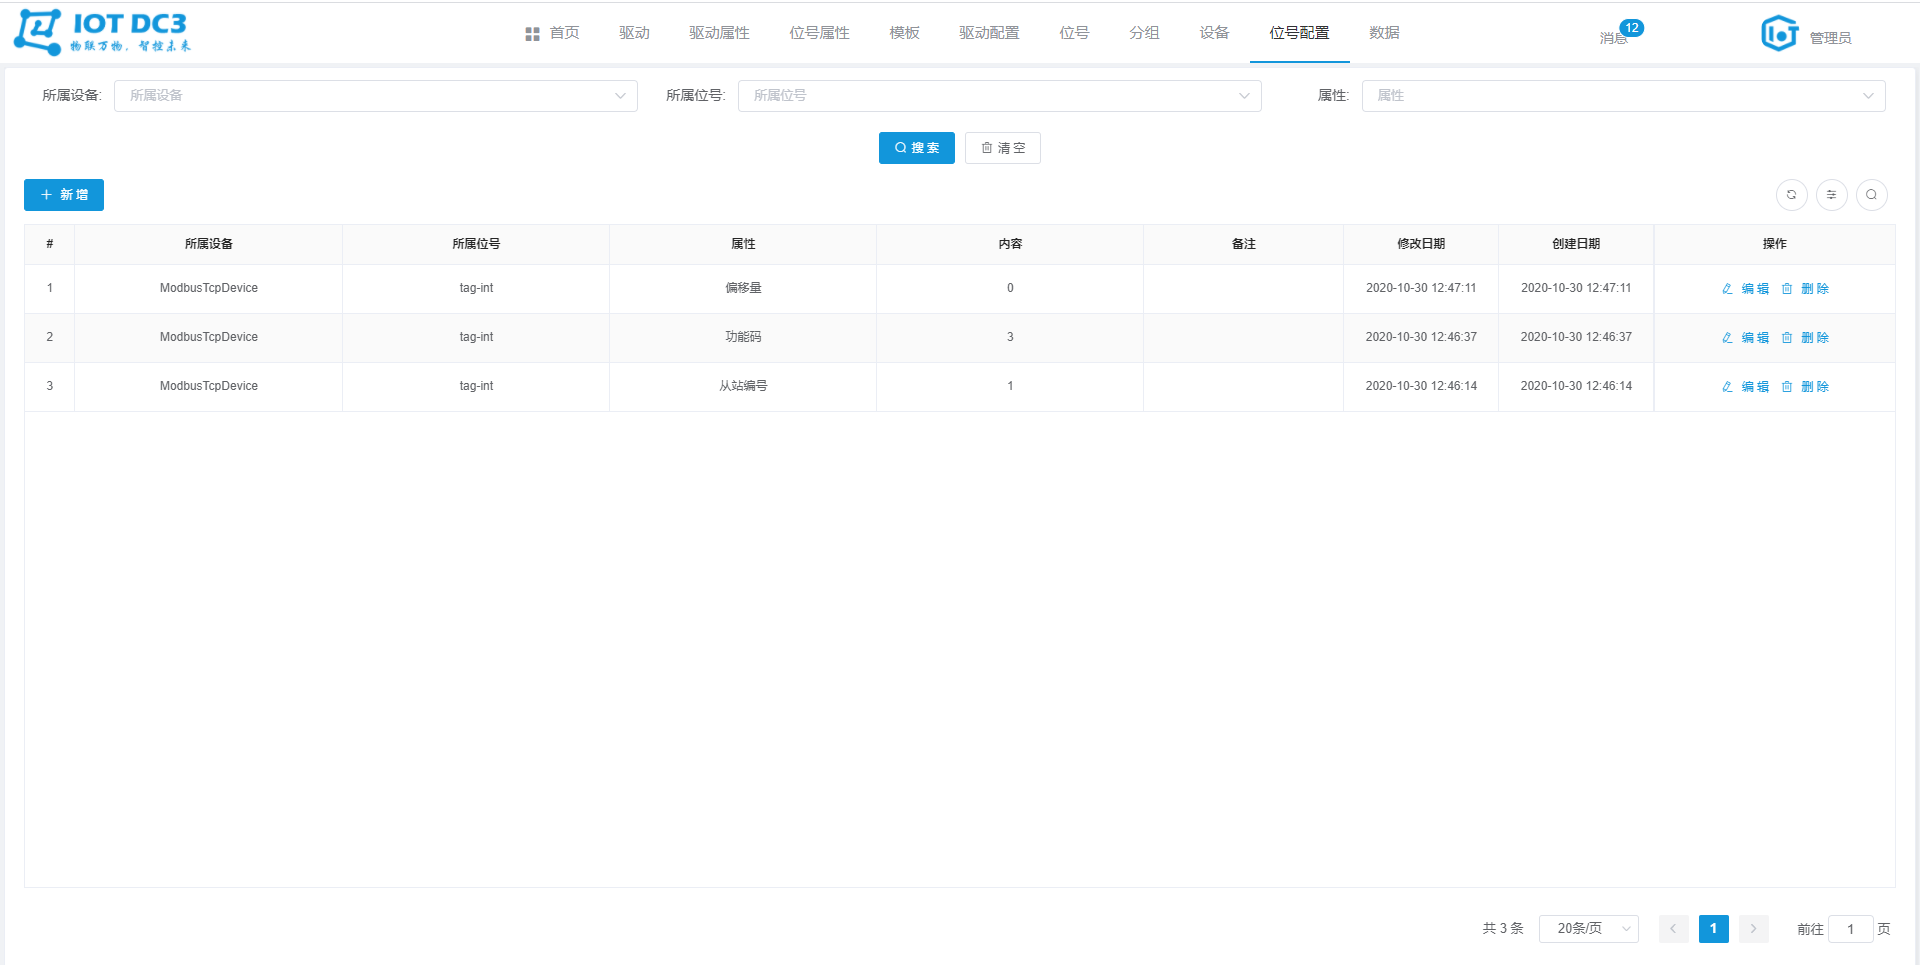 IOT DC3
物联万物，智控未来
首页 驱动 驱动属性 位号属性 模板 驱动配置 位号 分组 设备 位号配置 数据
消息 12
IoT 管理员
所属设备: 所属设备 所属位号: 所属位号 属性: 属性
搜 索 清 空
新 增
# 所属设备 所属位号 属性 内容 备注 修改日期 创建日期 操作
1 ModbusTcpDevice tag-int 偏移量 0 2020-10-30 12:47:11 2020-10-30 12:47:11 编 辑 删 除
2 ModbusTcpDevice tag-int 功能码 3 2020-10-30 12:46:37 2020-10-30 12:46:37 编 辑 删 除
3 ModbusTcpDevice tag-int 从站编号 1 2020-10-30 12:46:14 2020-10-30 12:46:14 编 辑 删 除
共 3 条 20条/页 1 前往 1 页